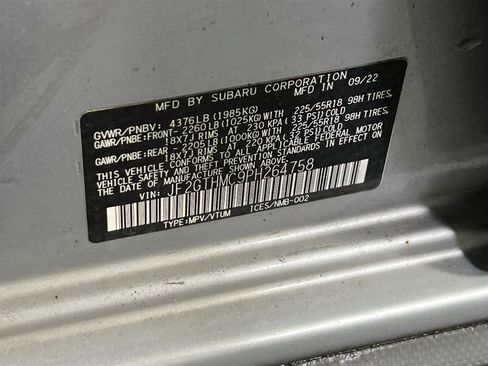 MFD BY SUBARU CORPORATION
MADE IN JAPAN 09/22
GVWR/PNBV: 4376LB (1985KG)
GAWR/PNBE:FRONT- 2260LB (1025KG) WITH 225/55R18 98H TIRES,
18X7J RIMS AT 230 KPA (33 PSI) COLD
GAWR/PNBE:REAR -2205LB (1000KG) WITH 225/55R18 98H TIRES,
18X7J RIMS AT 220 KPA (32 PSI) COLD.
THIS VEHICLE CONFORMS TO ALL APPLICABLE FEDERAL MOTOR
VEHICLE SAFETY AND BUMPER STANDARDS IN EFFECT ON
THE DATE OF MANUFACTURE SHOWN ABOVE.
VIN: JF2GTHMC9PH264758
TYPE:MPV/VTUM ICES/NMB-002